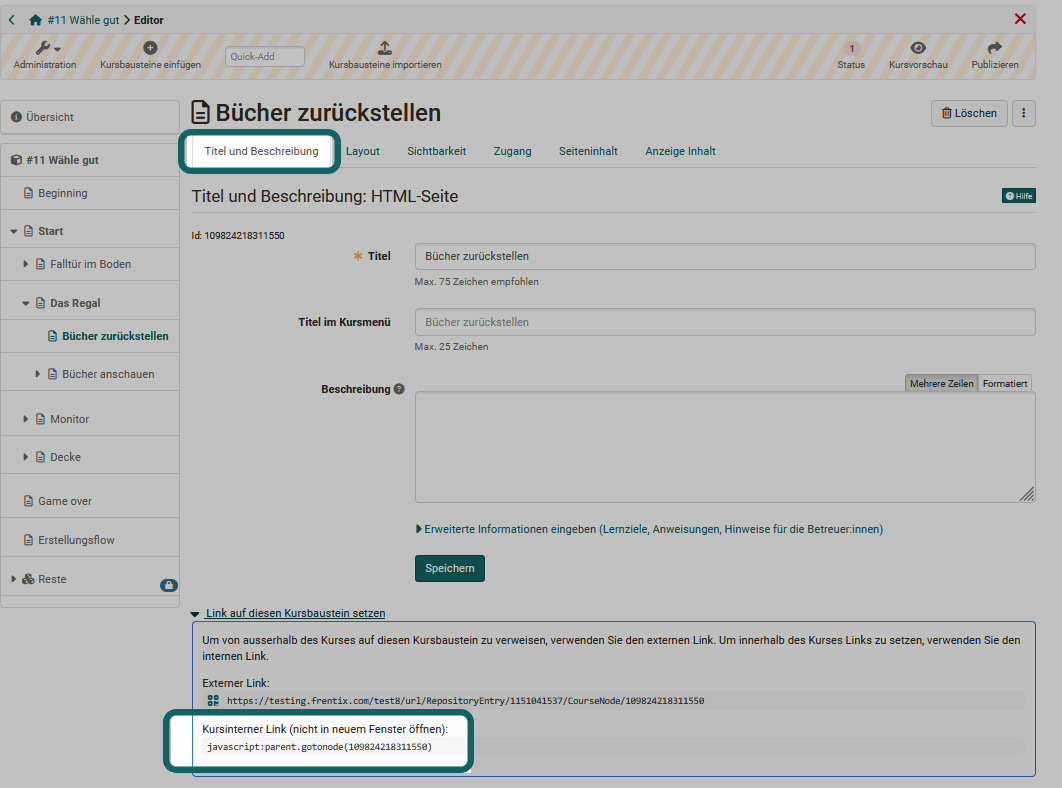 #11 Wähle gut Editor
Administration
Kursbausteine einfügen
Quick-Add
Kursbausteine importieren
1
Status
Kursvorschau
Publizieren
Übersicht
#11 Wähle gut
Beginning
Start
Falltür im Boden
Das Regal
Bücher zurückstellen
Bücher anschauen
Monitor
Decke
Game over
Erstellungsflow
Reste
Bücher zurückstellen
Löschen
Titel und Beschreibung Layout Sichtbarkeit Zugang Seiteninhalt Anzeige Inhalt
Titel und Beschreibung: HTML-Seite
Hilfe
Id: 109824218311550
Titel Bücher zurückstellen
Max. 75 Zeichen empfohlen
Titel im Kursmenü Bücher zurückstellen
Max. 25 Zeichen
Beschreibung
Mehrere Zeilen Formatiert
Erweiterte Informationen eingeben (Lernziele, Anweisungen, Hinweise für die Betreuer:innen)
Speichern
Link auf diesen Kursbaustein setzen
Um von ausserhalb des Kurses auf diesen Kursbaustein zu verweisen, verwenden Sie den externen Link. Um innerhalb des Kurses Links zu setzen, verwenden Sie den
internen Link.
Externer Link:
https://testing.frentix.com/test8/url/RepositoryEntry/1151041537/CourseNode/109824218311550
Kursinterner Link (nicht in neuem Fenster öffnen):
javascript:parent.gotonode(109824218311550)